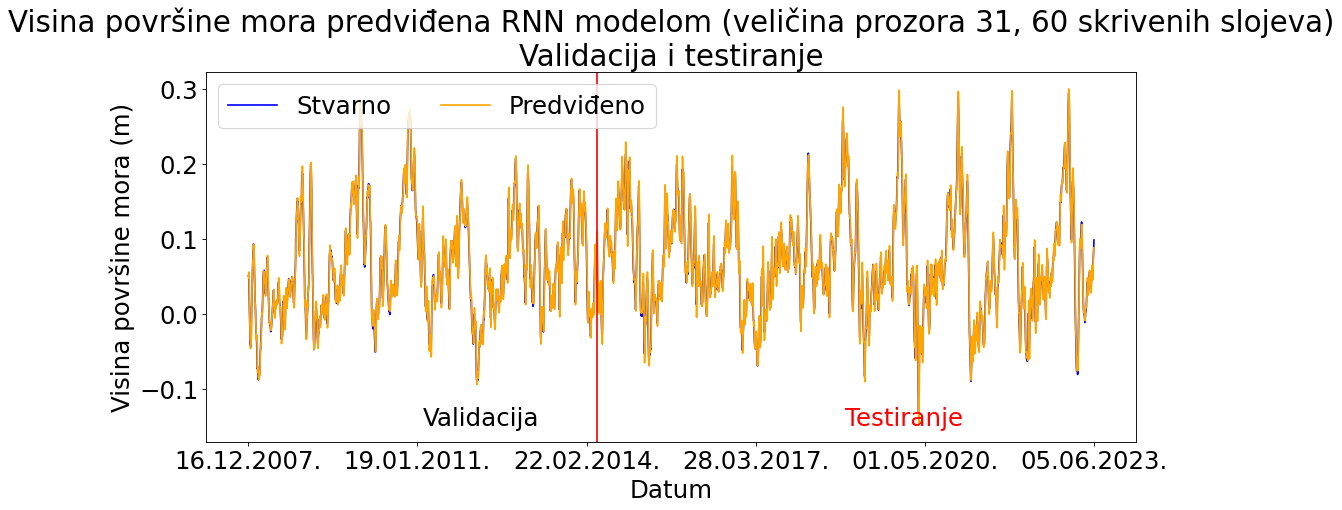 Visina površine mora predviđena RNN modelom (veličina prozora 31, 60 skrivenih slojeva)
Validacija i testiranje
Stvarno
Predviđeno
Visina površine mora (m)
0.3
0.2
0.1
0.0
−0.1
Validacija
Testiranje
16.12.2007.
19.01.2011.
22.02.2014.
28.03.2017.
01.05.2020.
05.06.2023.
Datum